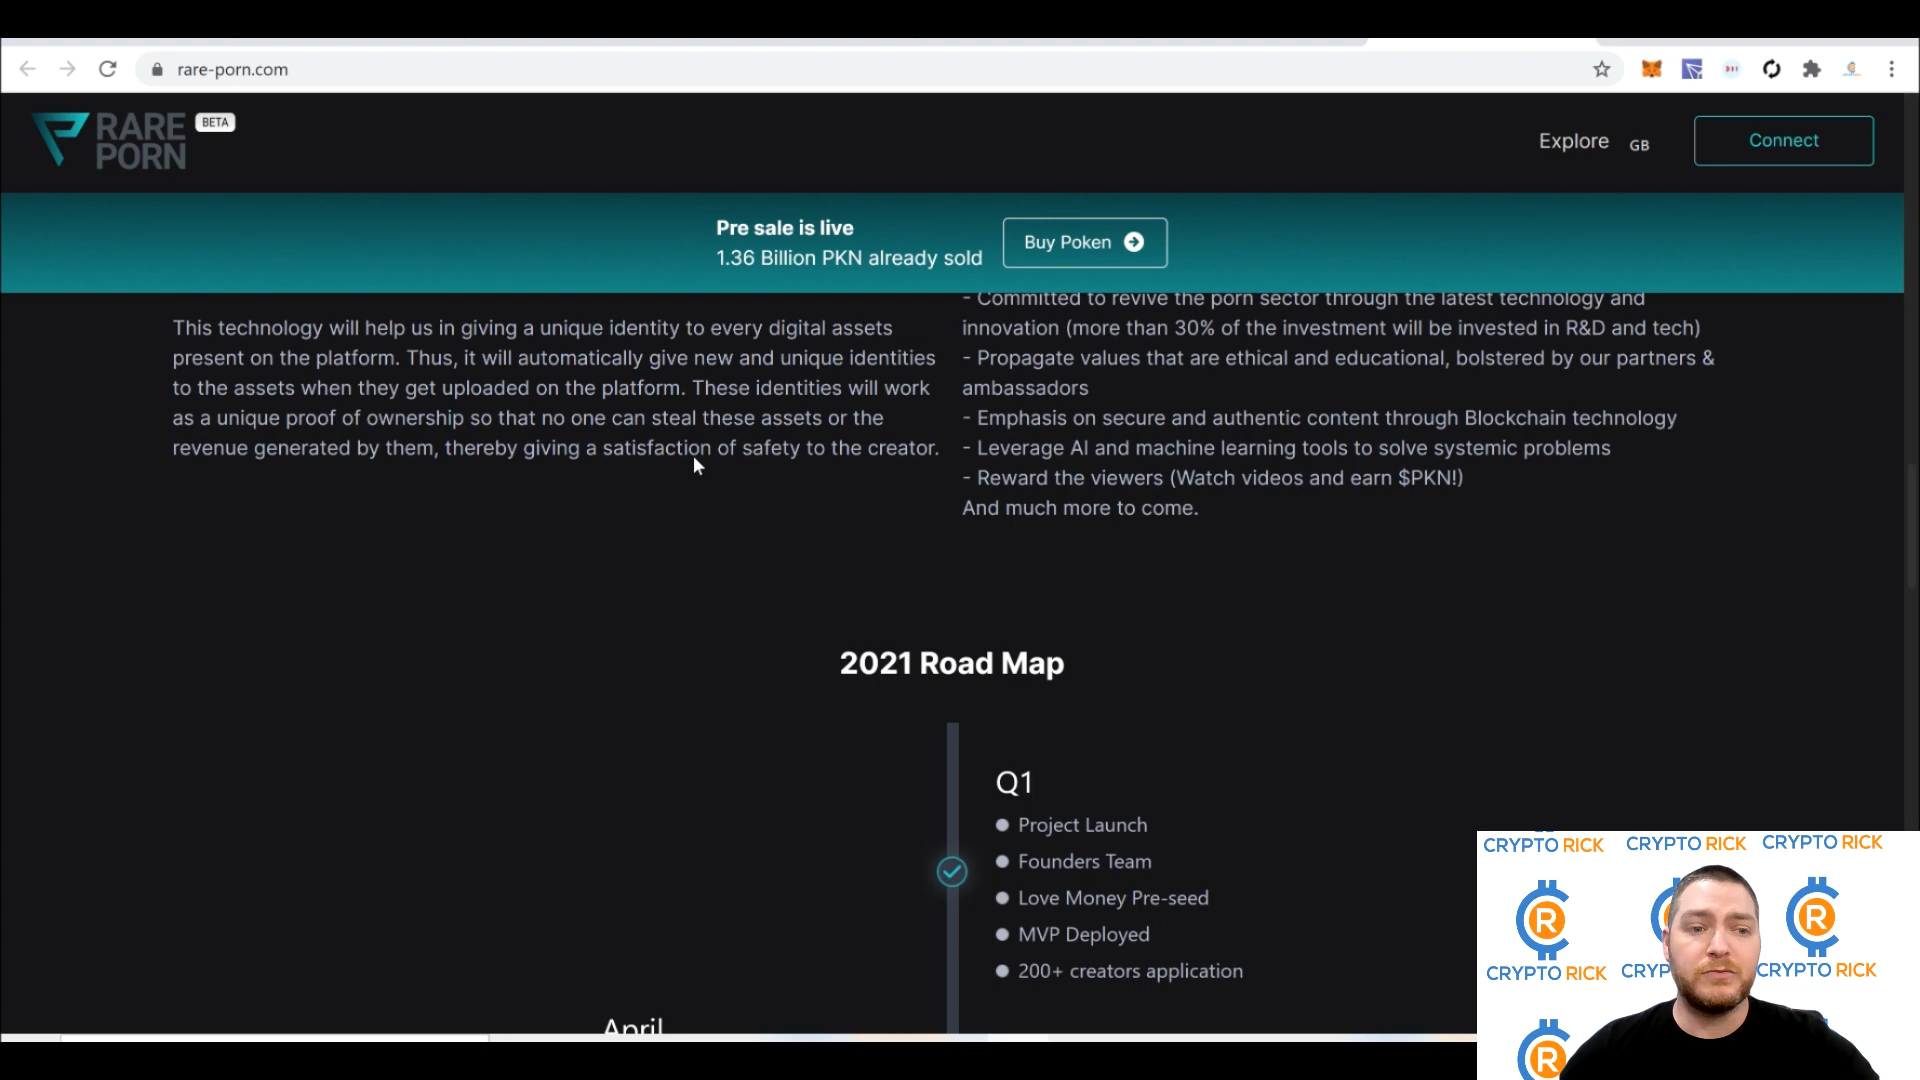 rare-porn.com
RARE
PORN
BETA
Explore
GB
Connect
Pre sale is live
1.36 Billion PKN already sold
Buy Poken
This technology will help us in giving a unique identity to every digital assets
present on the platform. Thus, it will automatically give new and unique identities
to the assets when they get uploaded on the platform. These identities will work
as a unique proof of ownership so that no one can steal these assets or the
revenue generated by them, thereby giving a satisfaction of safety to the creator.
- Committed to revive the porn sector through the latest technology and
innovation (more than 30% of the investment will be invested in R&D and tech)
- Propagate values that are ethical and educational, bolstered by our partners &
ambassadors
- Emphasis on secure and authentic content through Blockchain technology
- Leverage AI and machine learning tools to solve systemic problems
- Reward the viewers (Watch videos and earn $PKN!)
And much more to come.
2021 Road Map
Q1
Project Launch
Founders Team
Love Money Pre-seed
MVP Deployed
200+ creators application
April
CRYPTO RICK CRYPTO RICK CRYPTO RICK
R R
CRYPTO RICK CRYP CRYPTO RICK
R